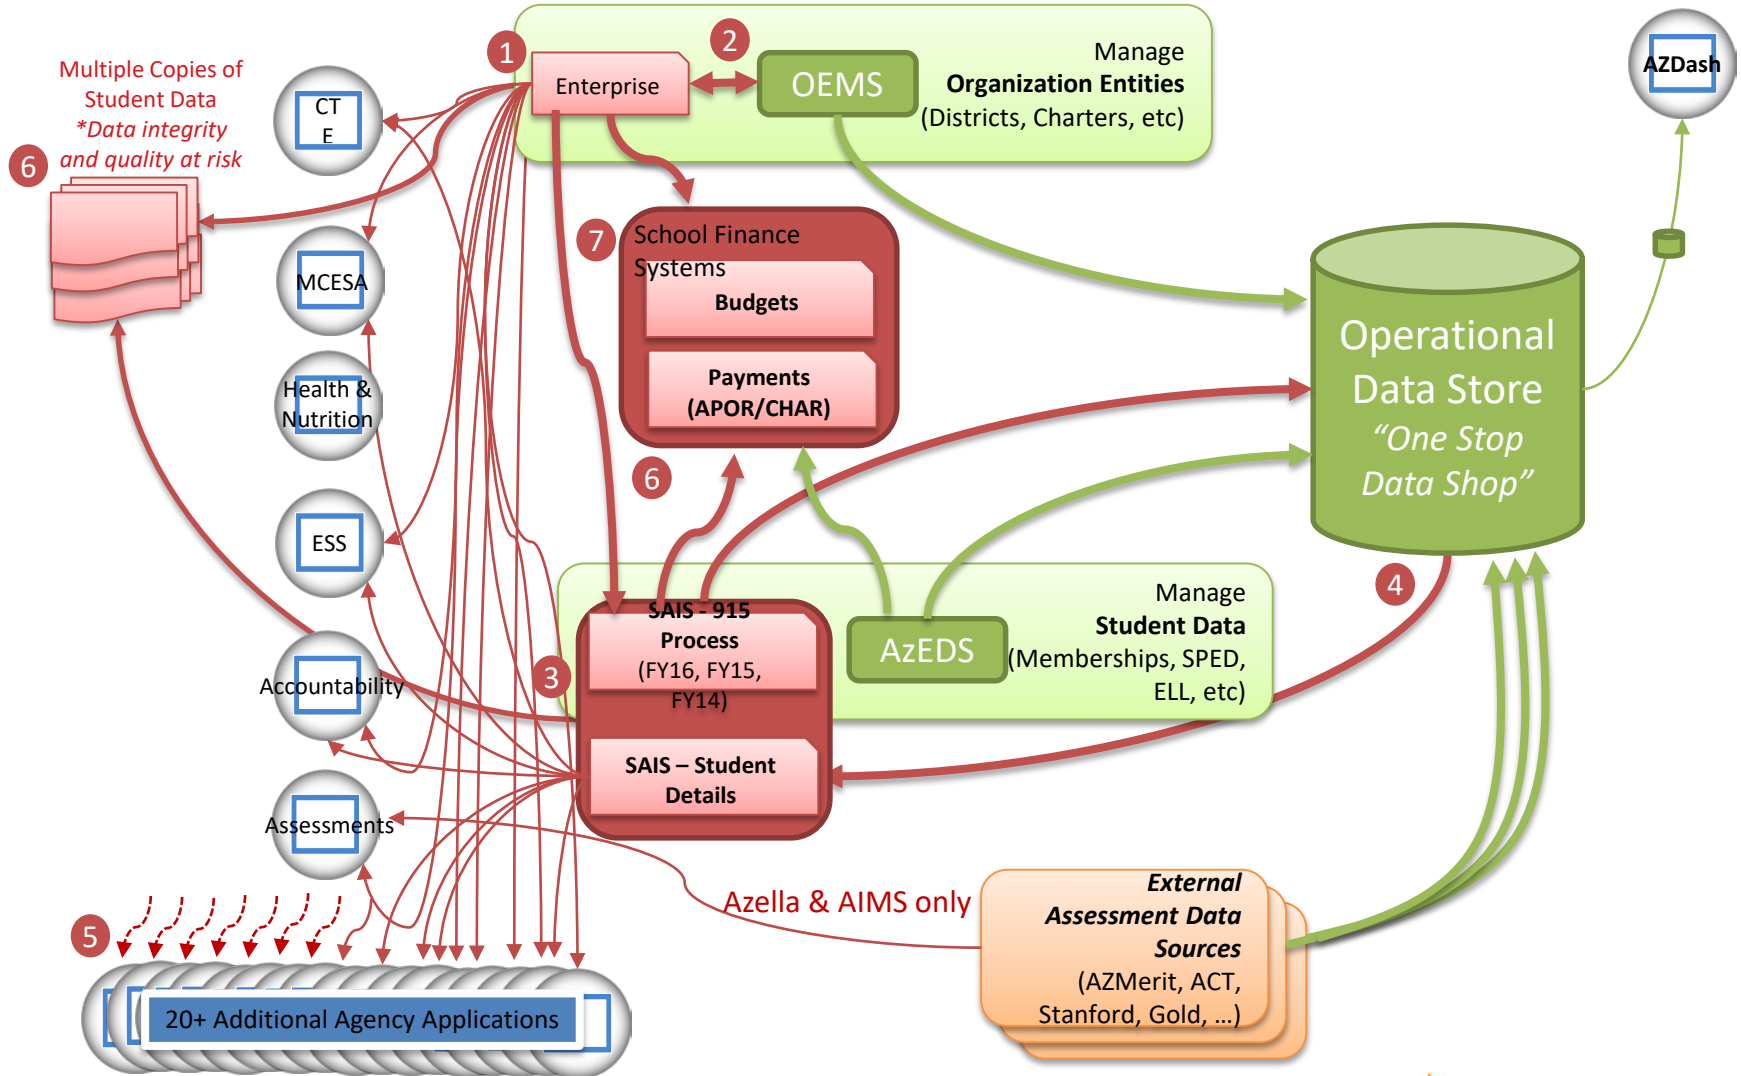 1
2
Manage
Organization Entities
(Districts, Charters, etc)
Enterprise
OEMS
AZDash
Multiple Copies of
Student Data
*Data integrity
and quality at risk
6
CT
E
MCESA
Health &
Nutrition
ESS
Accountability
Assessments
7
School Finance
Systems
Budgets
Payments
(APOR/CHAR)
6
Operational
Data Store
“One Stop
Data Shop”
4
3
SAIS - 915
Process
(FY16, FY15,
FY14)
SAIS – Student
Details
AzEDS
Manage
Student Data
(Memberships, SPED,
ELL, etc)
Azella & AIMS only
External
Assessment Data
Sources
(AZMerit, ACT,
Stanford, Gold, ...)
5
20+ Additional Agency Applications